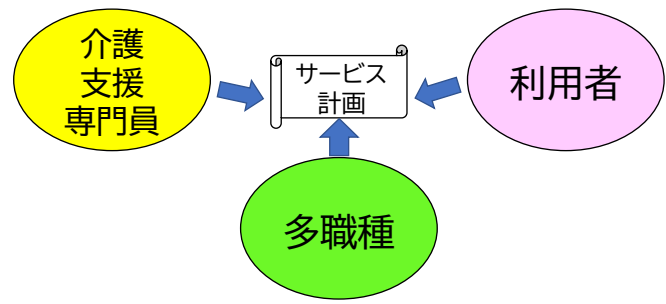 介護
支援
専門員
サービス
計画
利用者
多職種